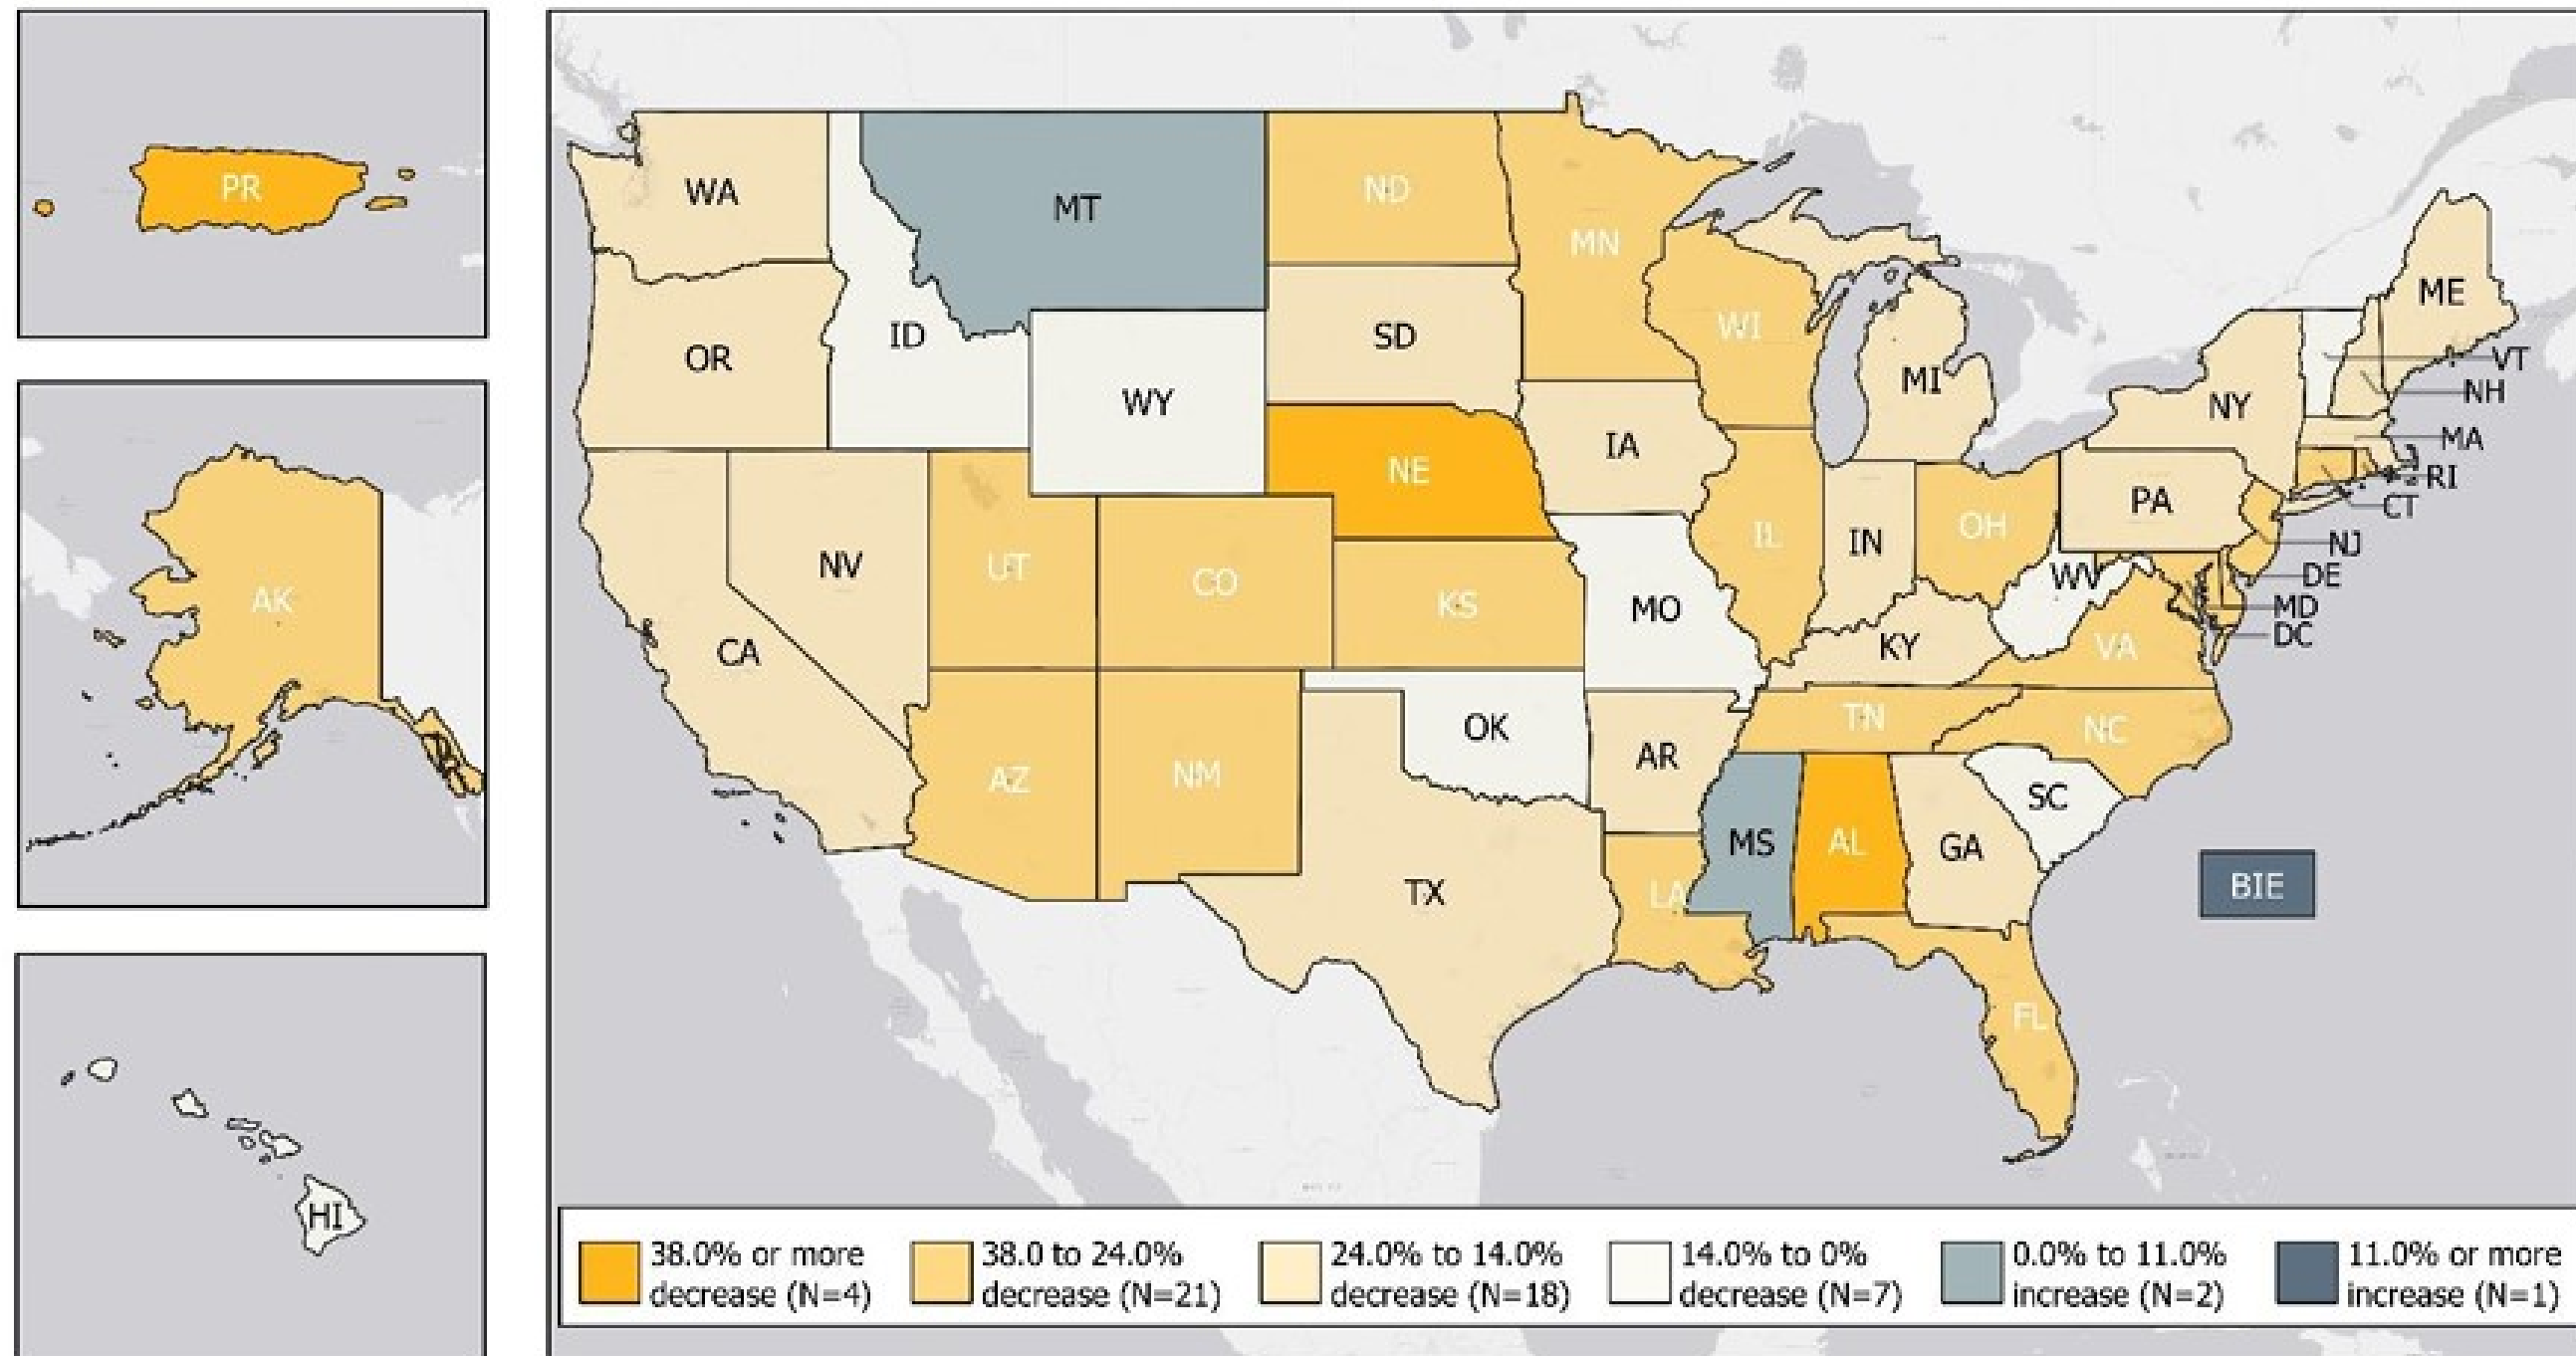 PR
AK
HI
WA
MT
ND
MN
ME
ID
OR
WY
SD
WI
MI
NY
VT
NH
MA
RI
CT
NJ
DE
MD
DC
NE
IA
PA
NV
UT
CO
KS
IL
IN
OH
WV
VA
CA
MO
KY
AZ
NM
OK
AR
TN
NC
SC
TX
LA
MS
AL
GA
FL
BIE
38.0% or more
decrease (N=4)
38.0 to 24.0%
decrease (N=21)
24.0% to 14.0%
decrease (N=18)
14.0% to 0%
decrease (N=7)
0.0% to 11.0%
increase (N=2)
11.0% or more
increase (N=1)